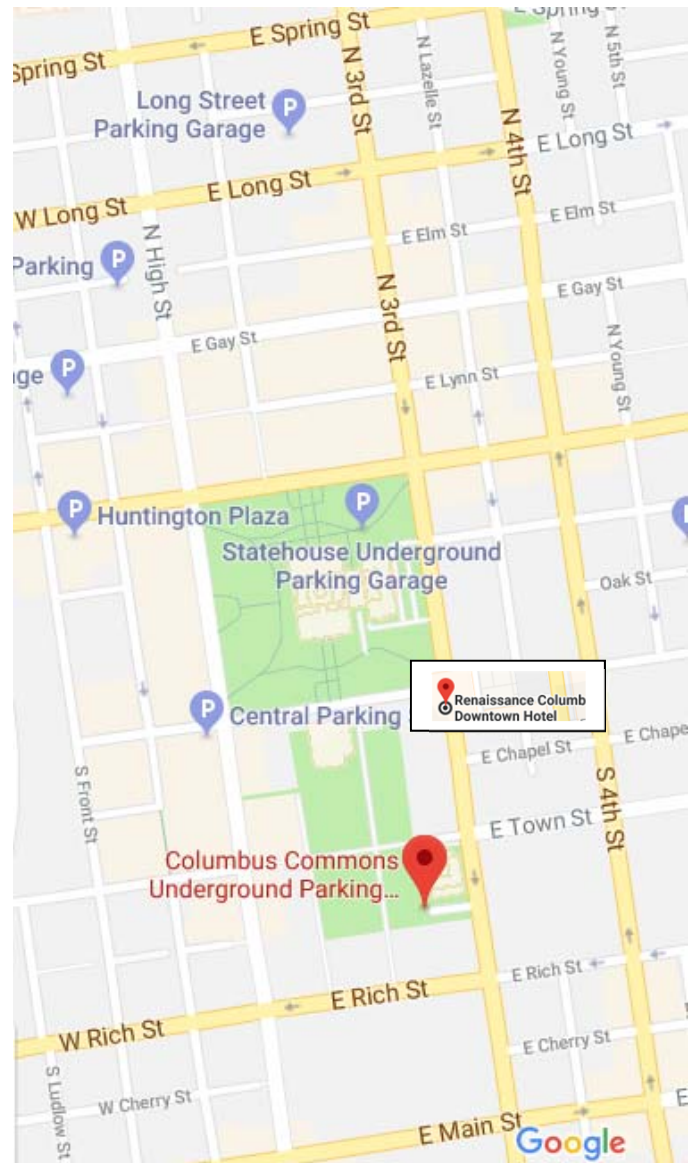 E Spring St
E Spring St
Spring St
N Young St
N 5th St
N Lazelle St
Long Street
Parking Garage
P
N 3rd St
N 4th St
E Long St
E Long St
W Long St
E Elm St
E Elm St
N High St
Parking
P
E Gay St
E Gay St
N 3rd St
N Young St
P
E Lynn St
P
Huntington Plaza
P
P
Statehouse Underground
Parking Garage
Oak St
Renaissance Columb
Downtown Hotel
P
Central Parking
E Chapel St
S Front St
S 4th St
E Town St
Columbus Commons
Underground Parking...
E Rich St
E Rich St
W Rich St
E Cherry St
S Ludlow St
W Cherry St
E Main St
Google